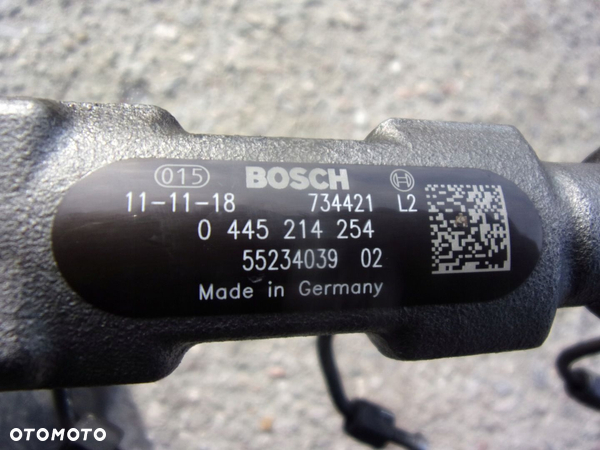 015 BOSCH
11-11-18 734421 L2
0 445 214 254
55234039 02
Made in Germany
OTOMOTO